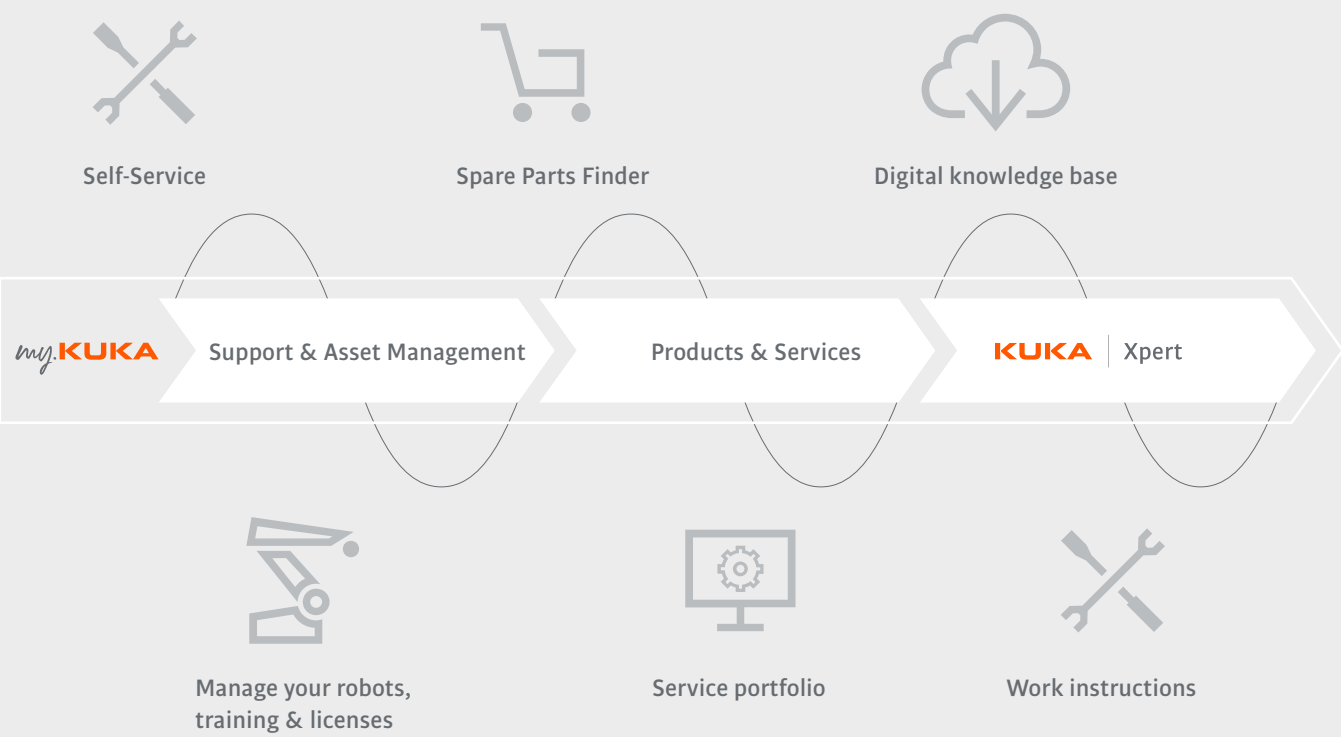 Self-Service
Spare Parts Finder
Digital knowledge base
my.KUKA
Support & Asset Management
Products & Services
KUKA | Xpert
Manage your robots,
training & licenses
Service portfolio
Work instructions